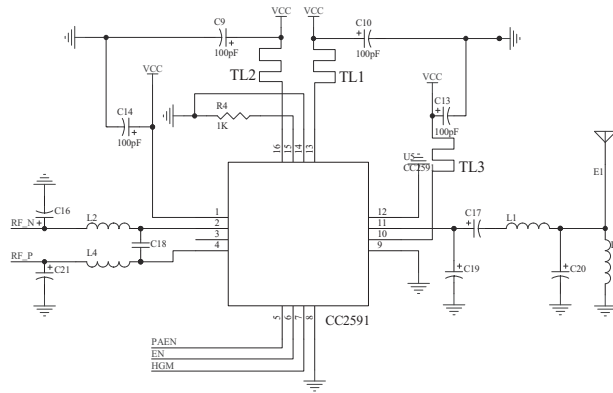 VCC
VCC
C9
C10
100pF
100pF
TL2
TL1
VCC
VCC
C14
R4
C13
100pF
1K
100pF
16
15
14
13
U5
CC2591
TL3
E1
C16
RF_N
L2
1
12
2
11
C17
L1
C18
3
10
RF_P
L4
4
9
C21
C19
C20
CC2591
5
6
7
8
PAEN
EN
HGM